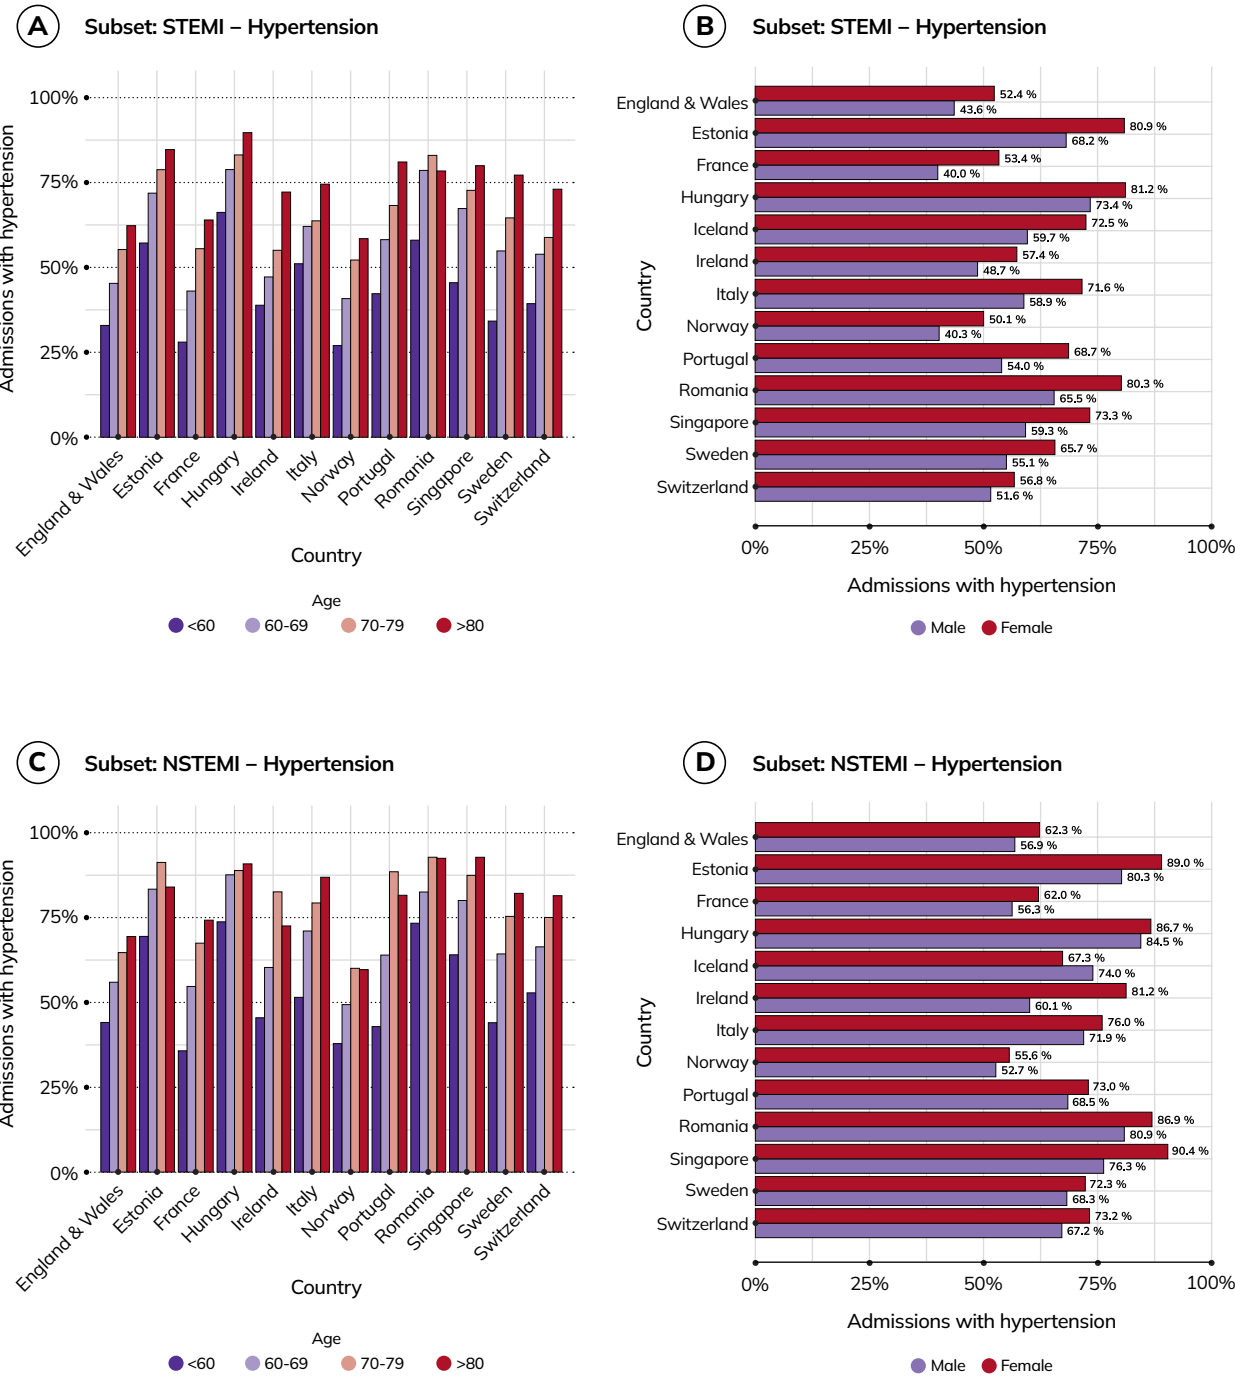 A Subset: STEMI – Hypertension
100%
75%
50%
25%
0%
Admissions with hypertension
England & Wales
Estonia
France
Hungary
Ireland
Italy
Norway
Portugal
Romania
Singapore
Sweden
Switzerland
Country
Age
<60 60-69 70-79 >80
B Subset: STEMI – Hypertension
Country
England & Wales 52.4 %
43.6 %
Estonia 80.9 %
68.2 %
France 53.4 %
40.0 %
Hungary 81.2 %
73.4 %
Iceland 72.5 %
59.7 %
Ireland 57.4 %
48.7 %
Italy 71.6 %
58.9 %
Norway 50.1 %
40.3 %
Portugal 68.7 %
54.0 %
Romania 80.3 %
65.5 %
Singapore 73.3 %
59.3 %
Sweden 65.7 %
55.1 %
Switzerland 56.8 %
51.6 %
0% 25% 50% 75% 100%
Admissions with hypertension
Male Female
C Subset: NSTEMI – Hypertension
100%
75%
50%
25%
0%
Admissions with hypertension
England & Wales
Estonia
France
Hungary
Ireland
Italy
Norway
Portugal
Romania
Singapore
Sweden
Switzerland
Country
Age
<60 60-69 70-79 >80
D Subset: NSTEMI – Hypertension
Country
England & Wales 62.3 %
56.9 %
Estonia 89.0 %
80.3 %
France 62.0 %
56.3 %
Hungary 86.7 %
84.5 %
Iceland 67.3 %
74.0 %
Ireland 81.2 %
60.1 %
Italy 76.0 %
71.9 %
Norway 55.6 %
52.7 %
Portugal 73.0 %
68.5 %
Romania 86.9 %
80.9 %
Singapore 90.4 %
76.3 %
Sweden 72.3 %
68.3 %
Switzerland 73.2 %
67.2 %
0% 25% 50% 75% 100%
Admissions with hypertension
Male Female